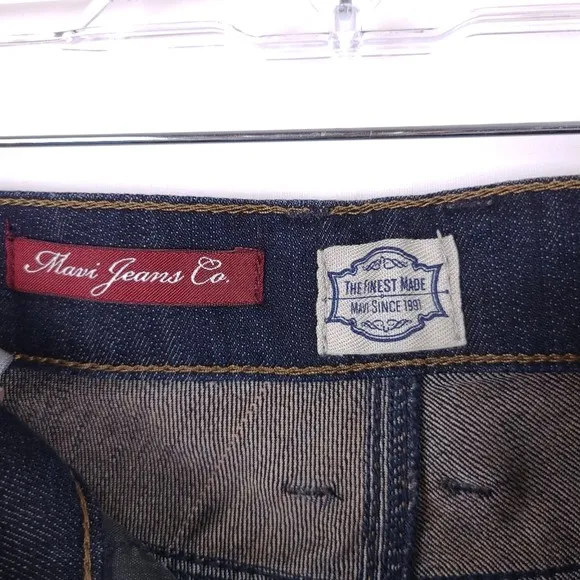 Mavi Jeans Co.
THE FINEST MADE
MAVI SINCE 1991